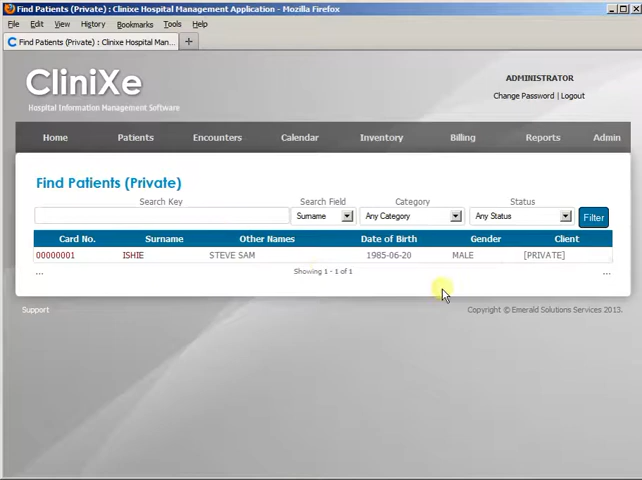 Find Patients (Private) : Clinixe Hospital Management Application - Mozilla Firefox
File Edit View History Bookmarks Tools Help
Find Patients (Private) : Clinixe Hospital Man...
CliniXe
Hospital Information Management Software
ADMINISTRATOR
Change Password | Logout
Home Patients Encounters Calendar Inventory Billing Reports Admin
Find Patients (Private)
Search Key Search Field Category Status
Surname Any Category Any Status Filter
Card No. Surname Other Names Date of Birth Gender Client
00000001 ISHIE STEVE SAM 1985-06-20 MALE [PRIVATE]
... Showing 1 - 1 of 1 ...
Support Copyright © Emerald Solutions Services 2013.